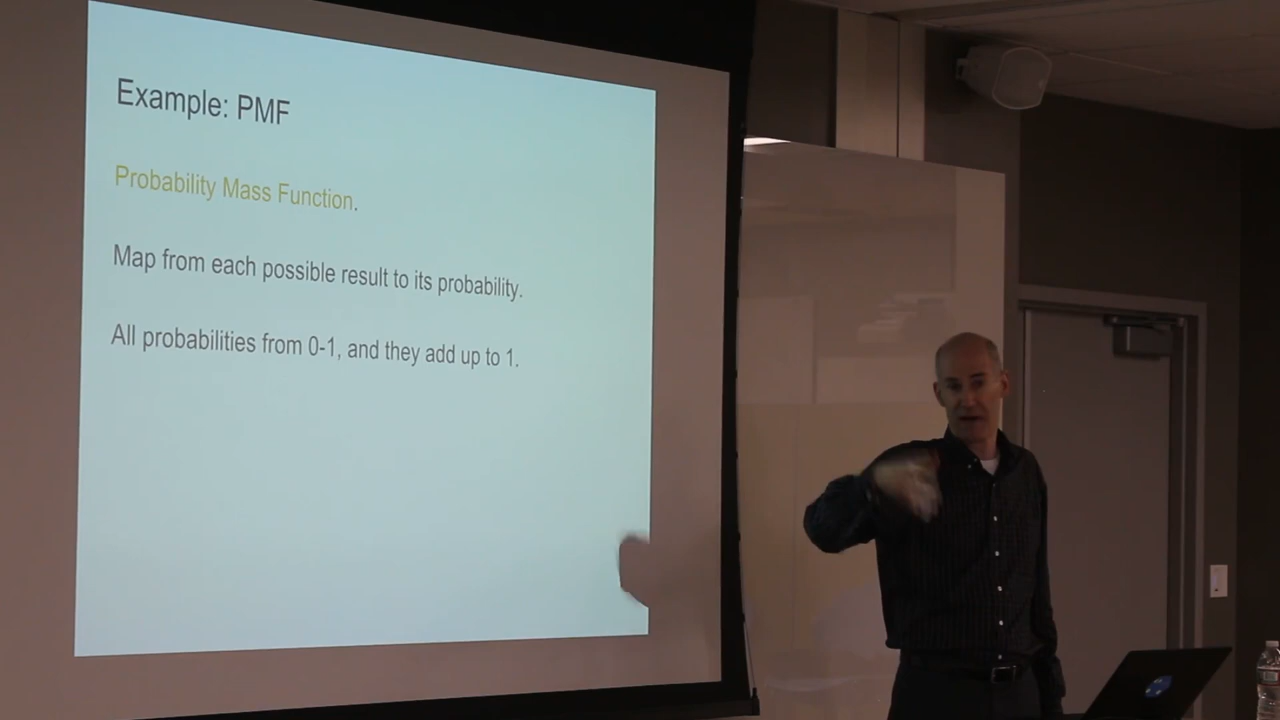 Example: PMF
Probability Mass Function.
Map from each possible result to its probability.
All probabilities from 0-1, and they add up to 1.